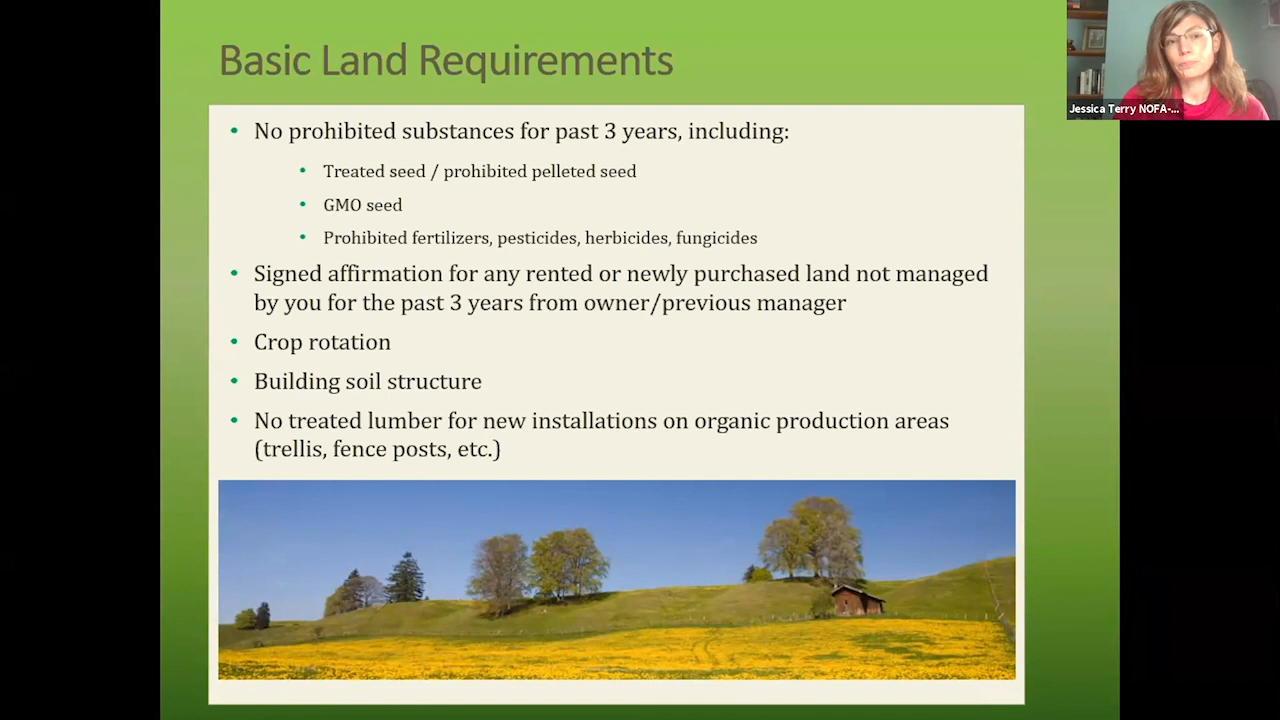 Basic Land Requirements
Jessica Terry NOFA-...
• No prohibited substances for past 3 years, including:
• Treated seed / prohibited pelleted seed
• GMO seed
• Prohibited fertilizers, pesticides, herbicides, fungicides
• Signed affirmation for any rented or newly purchased land not managed
by you for the past 3 years from owner/previous manager
• Crop rotation
• Building soil structure
• No treated lumber for new installations on organic production areas
(trellis, fence posts, etc.)